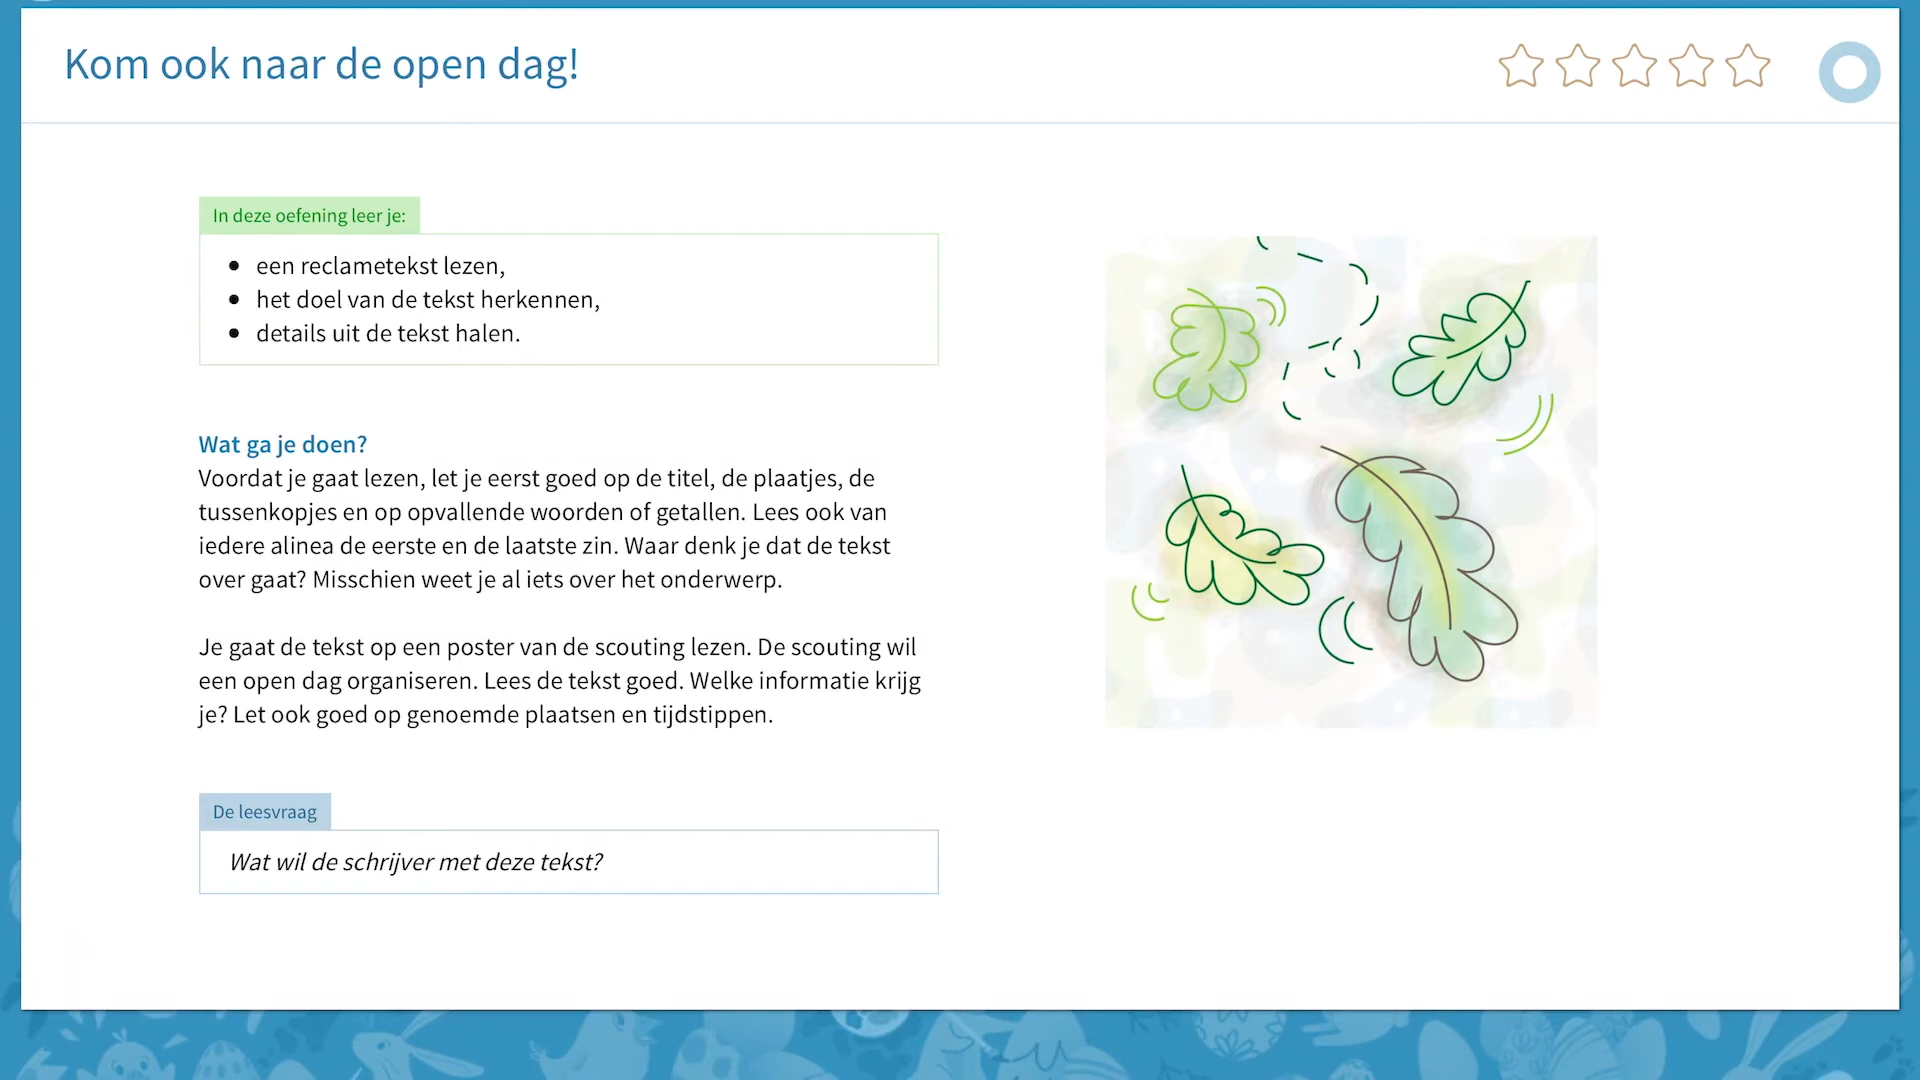 Kom ook naar de open dag!
In deze oefening leer je:
• een reclametekst lezen,
• het doel van de tekst herkennen,
• details uit de tekst halen.
Wat ga je doen?
Voordat je gaat lezen, let je eerst goed op de titel, de plaatjes, de
tussenkopjes en op opvallende woorden of getallen. Lees ook van
iedere alinea de eerste en de laatste zin. Waar denk je dat de tekst
over gaat? Misschien weet je al iets over het onderwerp.
Je gaat de tekst op een poster van de scouting lezen. De scouting wil
een open dag organiseren. Lees de tekst goed. Welke informatie krijg
je? Let ook goed op genoemde plaatsen en tijdstippen.
De leesvraag
Wat wil de schrijver met deze tekst?